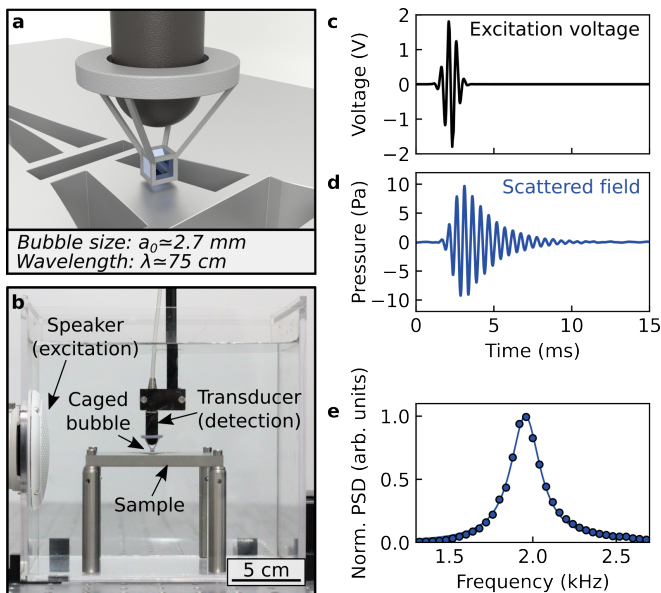 a
Bubble size: a₀≃2.7 mm
Wavelength: λ≃75 cm
b
Speaker
(excitation)
Caged
bubble
Transducer
(detection)
Sample
5 cm
c
Excitation voltage
Voltage (V)
2
1
0
−1
−2
d
Scattered field
Pressure (Pa)
10
5
0
−5
−10
0 5 10 15
Time (ms)
e
Norm. PSD (arb. units)
1.0
0.5
0.0
1.5 2.0 2.5
Frequency (kHz)